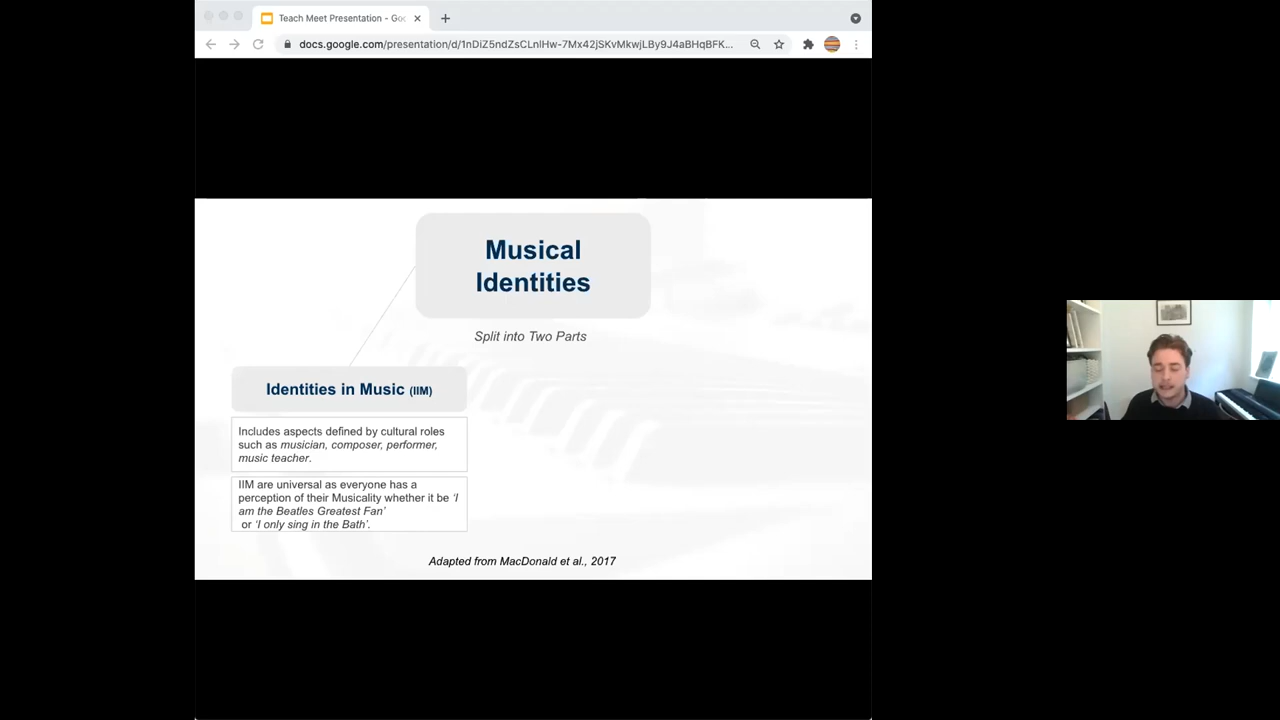 Teach Meet Presentation - Goo
docs.google.com/presentation/d/1nDiZ5ndZsCLnlHw-7Mx42jSKvMkwjLBy9J4aBHqBFK...
Musical
Identities
Split into Two Parts
Identities in Music (IIM)
Includes aspects defined by cultural roles
such as musician, composer, performer,
music teacher.
IIM are universal as everyone has a
perception of their Musicality whether it be ‘I
am the Beatles Greatest Fan’
or ‘I only sing in the Bath’.
Adapted from MacDonald et al., 2017